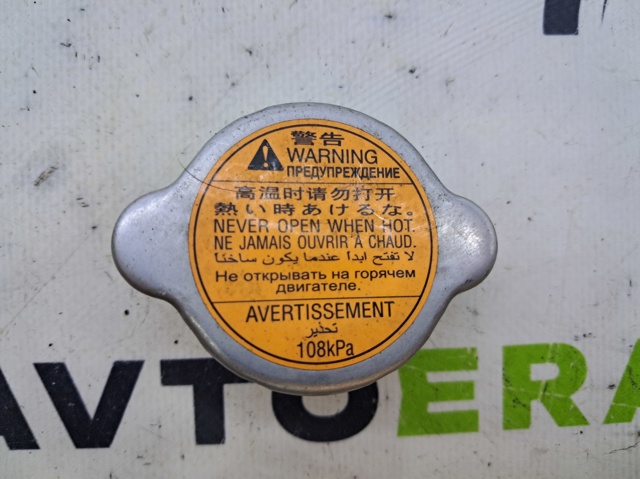 警告
WARNING
ПРЕДУПРЕЖДЕНИЕ
高温时请勿打开
熱い時あけるな。
NEVER OPEN WHEN HOT.
NE JAMAIS OUVRIR À CHAUD.
لا تفتح ابدا عندما يكون ساخنا
Не открывать на горячем
двигателе.
AVERTISSEMENT
تحذير
108kPa
AVTOERA